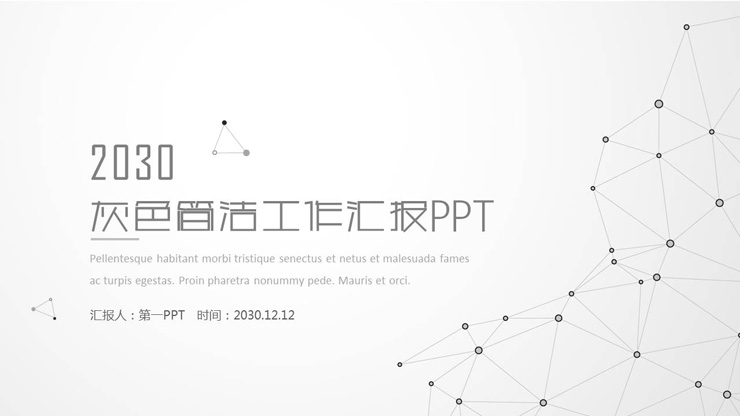 2030
灰色简洁工作汇报PPT
Pellentesque habitant morbi tristique senectus et netus et malesuada fames
ac turpis egestas. Proin pharetra nonummy pede. Mauris et orci.
汇报人：第一PPT 时间：2030.12.12